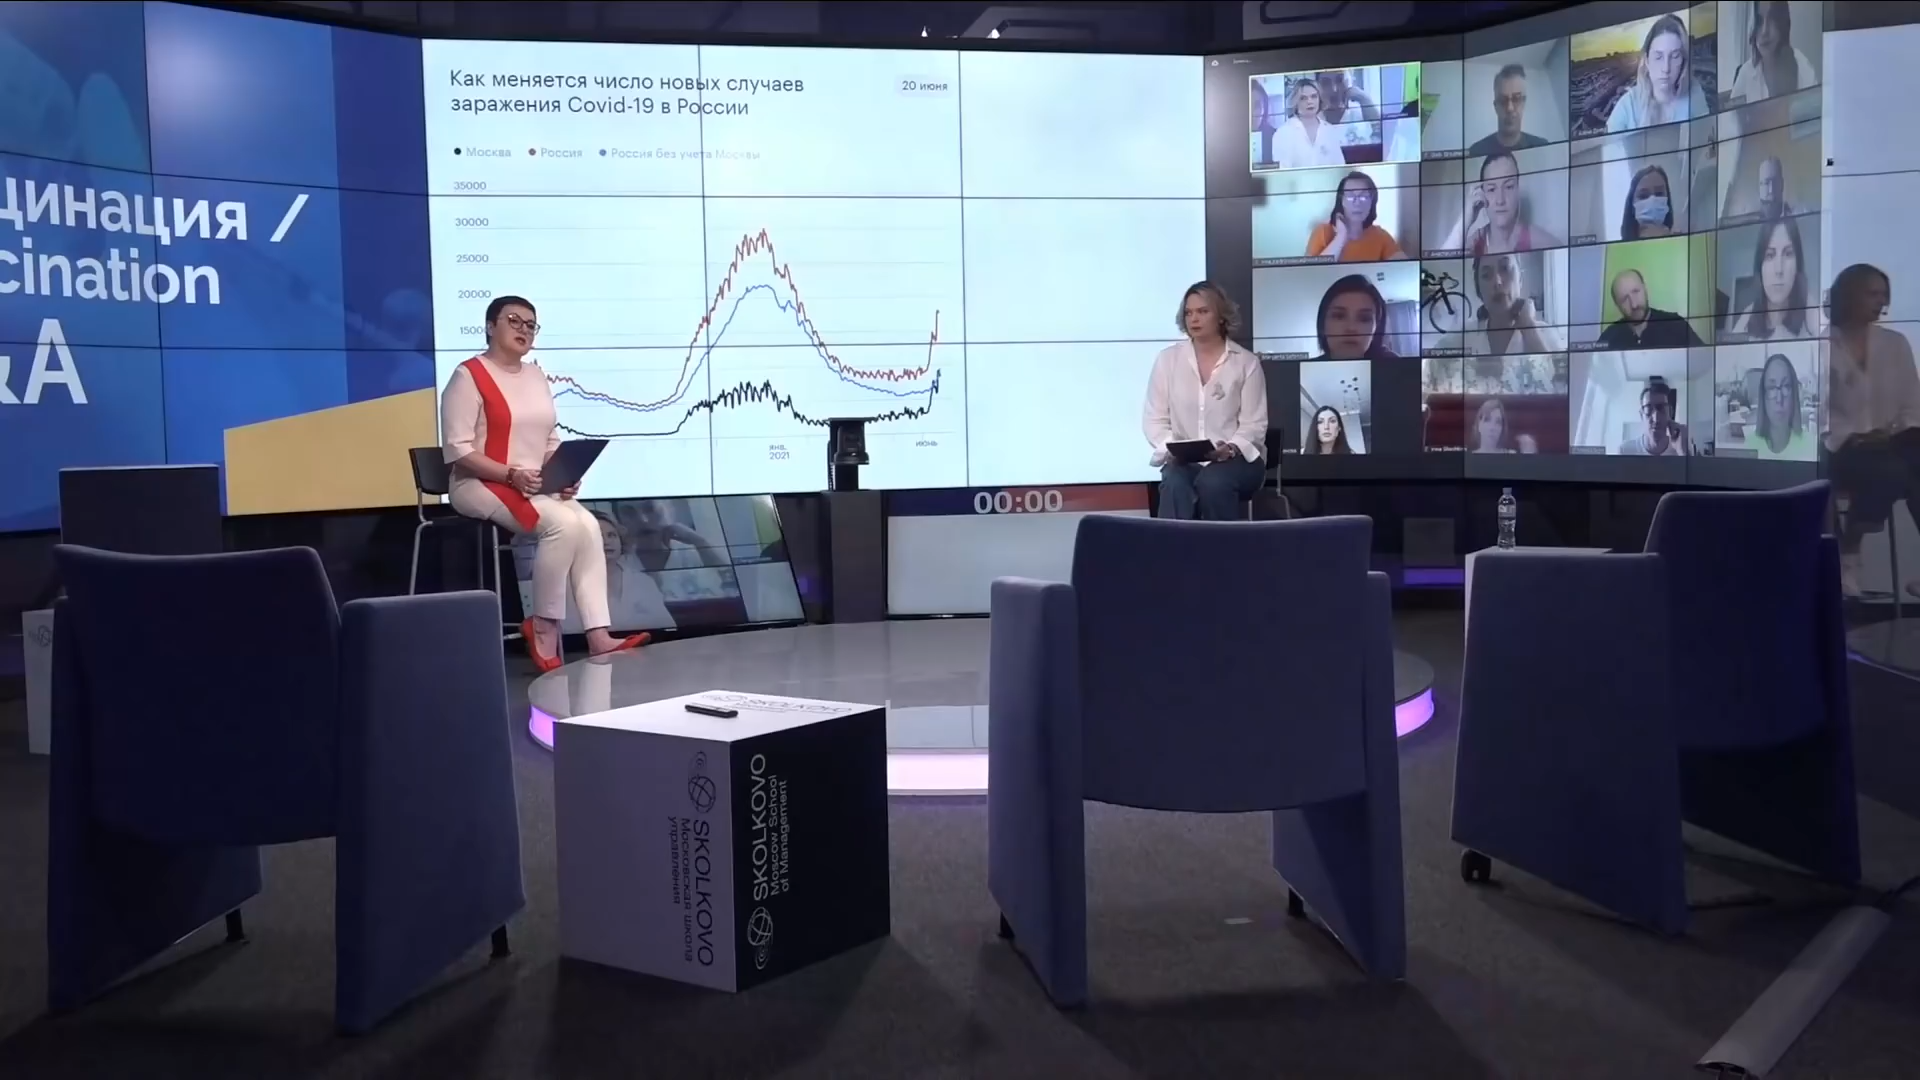 цинация /
cination
&A
Как меняется число новых случаев
заражения Covid-19 в России
20 июня
Москва
Россия
Россия без учета Москвы
35000
30000
25000
20000
15000
янв.
2021
июнь
00:00
SKOLKOVO
SKOLKOVO
Московская школа
управления
SKOLKOVO
Moscow School
of Management